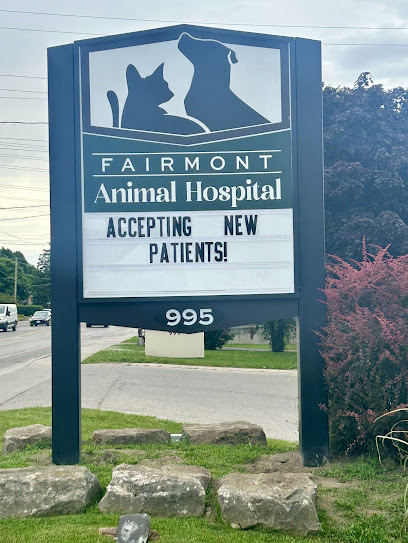 FAIRMONT
Animal Hospital
ACCEPTING NEW
PATIENTS!
995